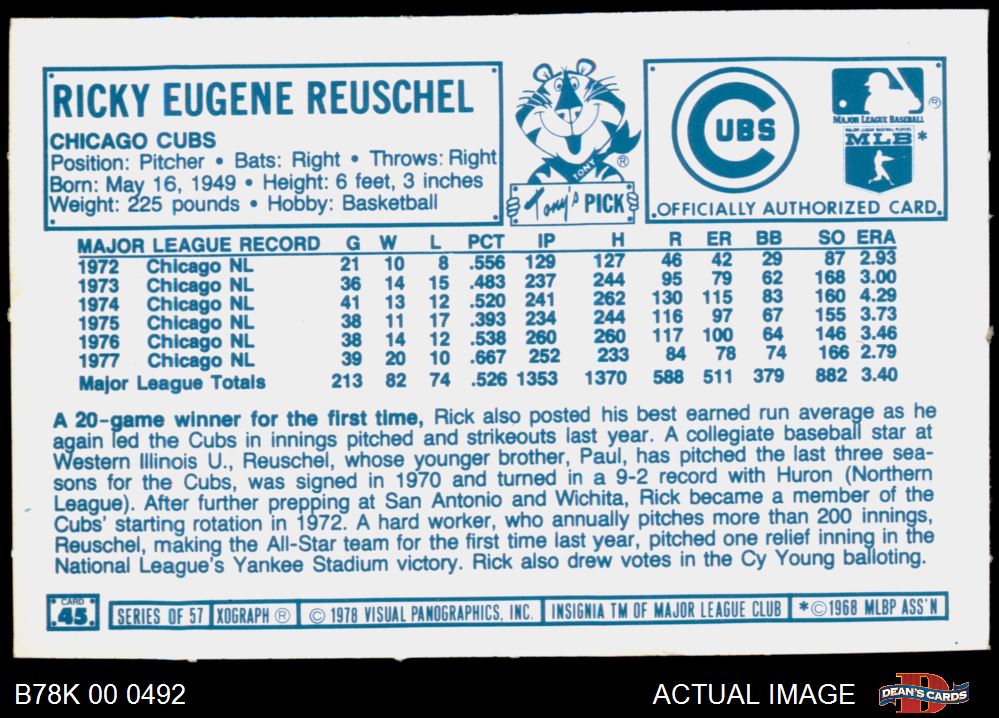 RICKY EUGENE REUSCHEL
CHICAGO CUBS
Position: Pitcher • Bats: Right • Throws: Right
Born: May 16, 1949 • Height: 6 feet, 3 inches
Weight: 225 pounds • Hobby: Basketball
TONY
®
Tony's PICK
CUBS
®
MAJOR LEAGUE BASEBALL
MAJOR LEAGUE BASEBALL PLAYERS
MLB *
OFFICIALLY AUTHORIZED CARD
MAJOR LEAGUE RECORD G W L PCT IP H R ER BB SO ERA
1972 Chicago NL 21 10 8 .556 129 127 46 42 29 87 2.93
1973 Chicago NL 36 14 15 .483 237 244 95 79 62 168 3.00
1974 Chicago NL 41 13 12 .520 241 262 130 115 83 160 4.29
1975 Chicago NL 38 11 17 .393 234 244 116 97 67 155 3.73
1976 Chicago NL 38 14 12 .538 260 260 117 100 64 146 3.46
1977 Chicago NL 39 20 10 .667 252 233 84 78 74 166 2.79
Major League Totals 213 82 74 .526 1353 1370 588 511 379 882 3.40
A 20-game winner for the first time, Rick also posted his best earned run average as he
again led the Cubs in innings pitched and strikeouts last year. A collegiate baseball star at
Western Illinois U., Reuschel, whose younger brother, Paul, has pitched the last three sea-
sons for the Cubs, was signed in 1970 and turned in a 9-2 record with Huron (Northern
League). After further prepping at San Antonio and Wichita, Rick became a member of the
Cubs' starting rotation in 1972. A hard worker, who annually pitches more than 200 innings,
Reuschel, making the All-Star team for the first time last year, pitched one relief inning in the
National League's Yankee Stadium victory. Rick also drew votes in the Cy Young balloting.
CARD
45
SERIES OF 57 XOGRAPH ® © 1978 VISUAL PANOGRAPHICS, INC. INSIGNIA TM OF MAJOR LEAGUE CLUB * © 1968 MLBP ASS'N
B78K 00 0492 ACTUAL IMAGE DEAN'S CARDS